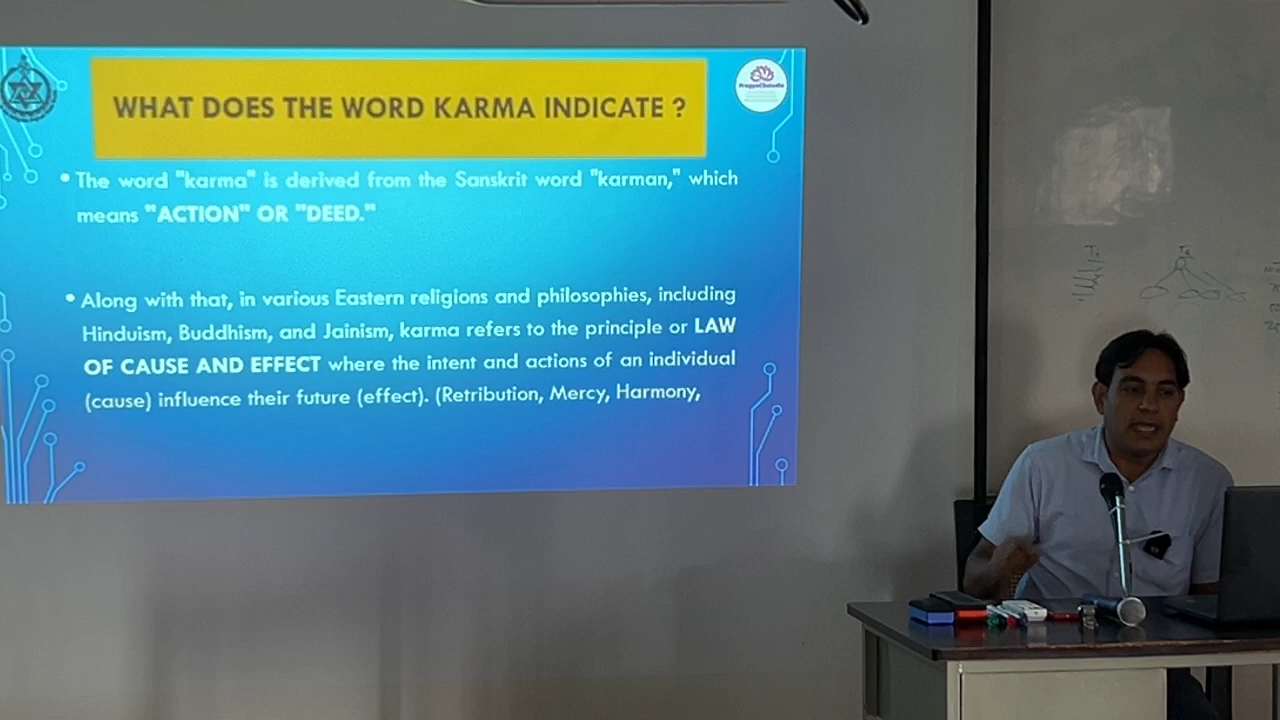 WHAT DOES THE WORD KARMA INDICATE ?
• The word "karma" is derived from the Sanskrit word "karman," which
means "ACTION" OR "DEED."
• Along with that, in various Eastern religions and philosophies, including
Hinduism, Buddhism, and Jainism, karma refers to the principle or LAW
OF CAUSE AND EFFECT where the intent and actions of an individual
(cause) influence their future (effect). (Retribution, Mercy, Harmony,